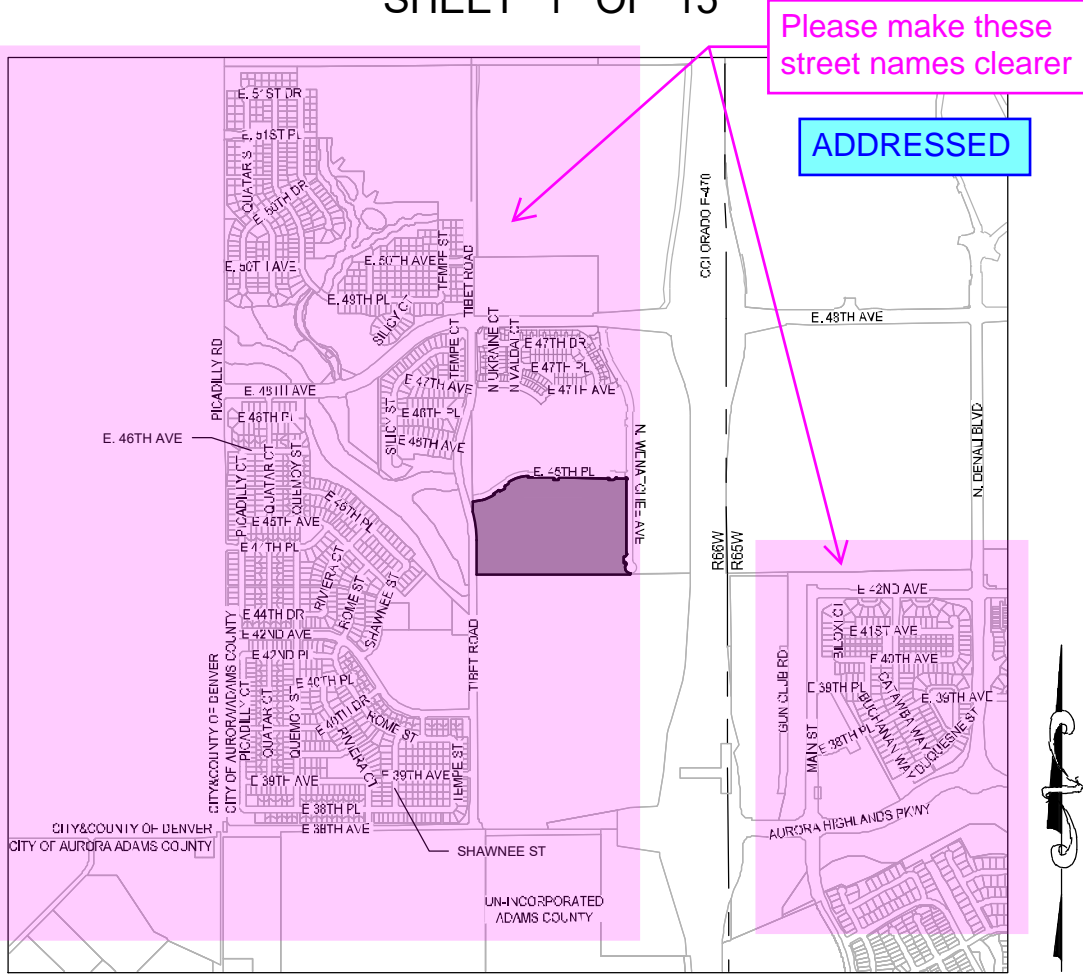 SHEET 1 OF 15
Please make these
street names clearer
ADDRESSED
E. 51ST DR
E. 51ST PL
QUATAR S
E. 50TH DR
E. 50TH AVE
E. 50TH AVE
TEMPE ST
TIBET ROAD
E. 49TH PL
SILICY CT
COLORADO E-470
E. 48TH AVE
PICADILLY RD
E. 48TH AVE
TEMPE CT
N UKRAINE CT
N VALDAI CT
E 47TH DR
E 47TH PL
E 47TH AVE
E 47TH AVE
E 46TH PL
E 46TH AVE
SILICY ST
E. 46TH AVE
E 46TH PL
PICADILLY CT
QUATAR CT
QUEMOY ST
E 45TH AVE
E 45TH PL
E. 45TH PL
N. WENATCHEE AVE
N. DENALI BLVD
R66W
R65W
RIVIERA CT
ROME ST
SHAWNEE ST
E 44TH DR
E 42ND AVE
E 42ND PL
CITY&COUNTY OF DENVER
CITY OF AURORA/ADAMS COUNTY
PICADILLY CT
QUATAR CT
QUEMOY ST
E 40TH PL
E 40TH DR
ROME ST
RIVIERA CT
TIBET ROAD
E 39TH AVE
E 39TH AVE
TEMPE ST
E 38TH PL
E 38TH AVE
CITY&COUNTY OF DENVER
CITY OF AURORA ADAMS COUNTY
SHAWNEE ST
UN-INCORPORATED
ADAMS COUNTY
E 42ND AVE
BILOXI CT
E 41ST AVE
E 40TH AVE
GUN CLUB RD
E 39TH PL
CATAWBA WAY
E. 39TH AVE
BUCHANAN WAY
DUQUESNE ST
MAIN ST
E 38TH PL
AURORA HIGHLANDS PKWY